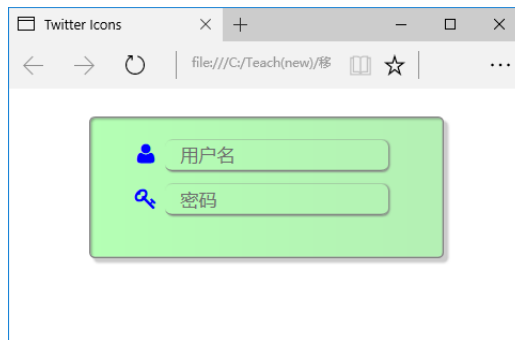 Twitter Icons
file:///C:/Teach(new)/移
用户名
密码